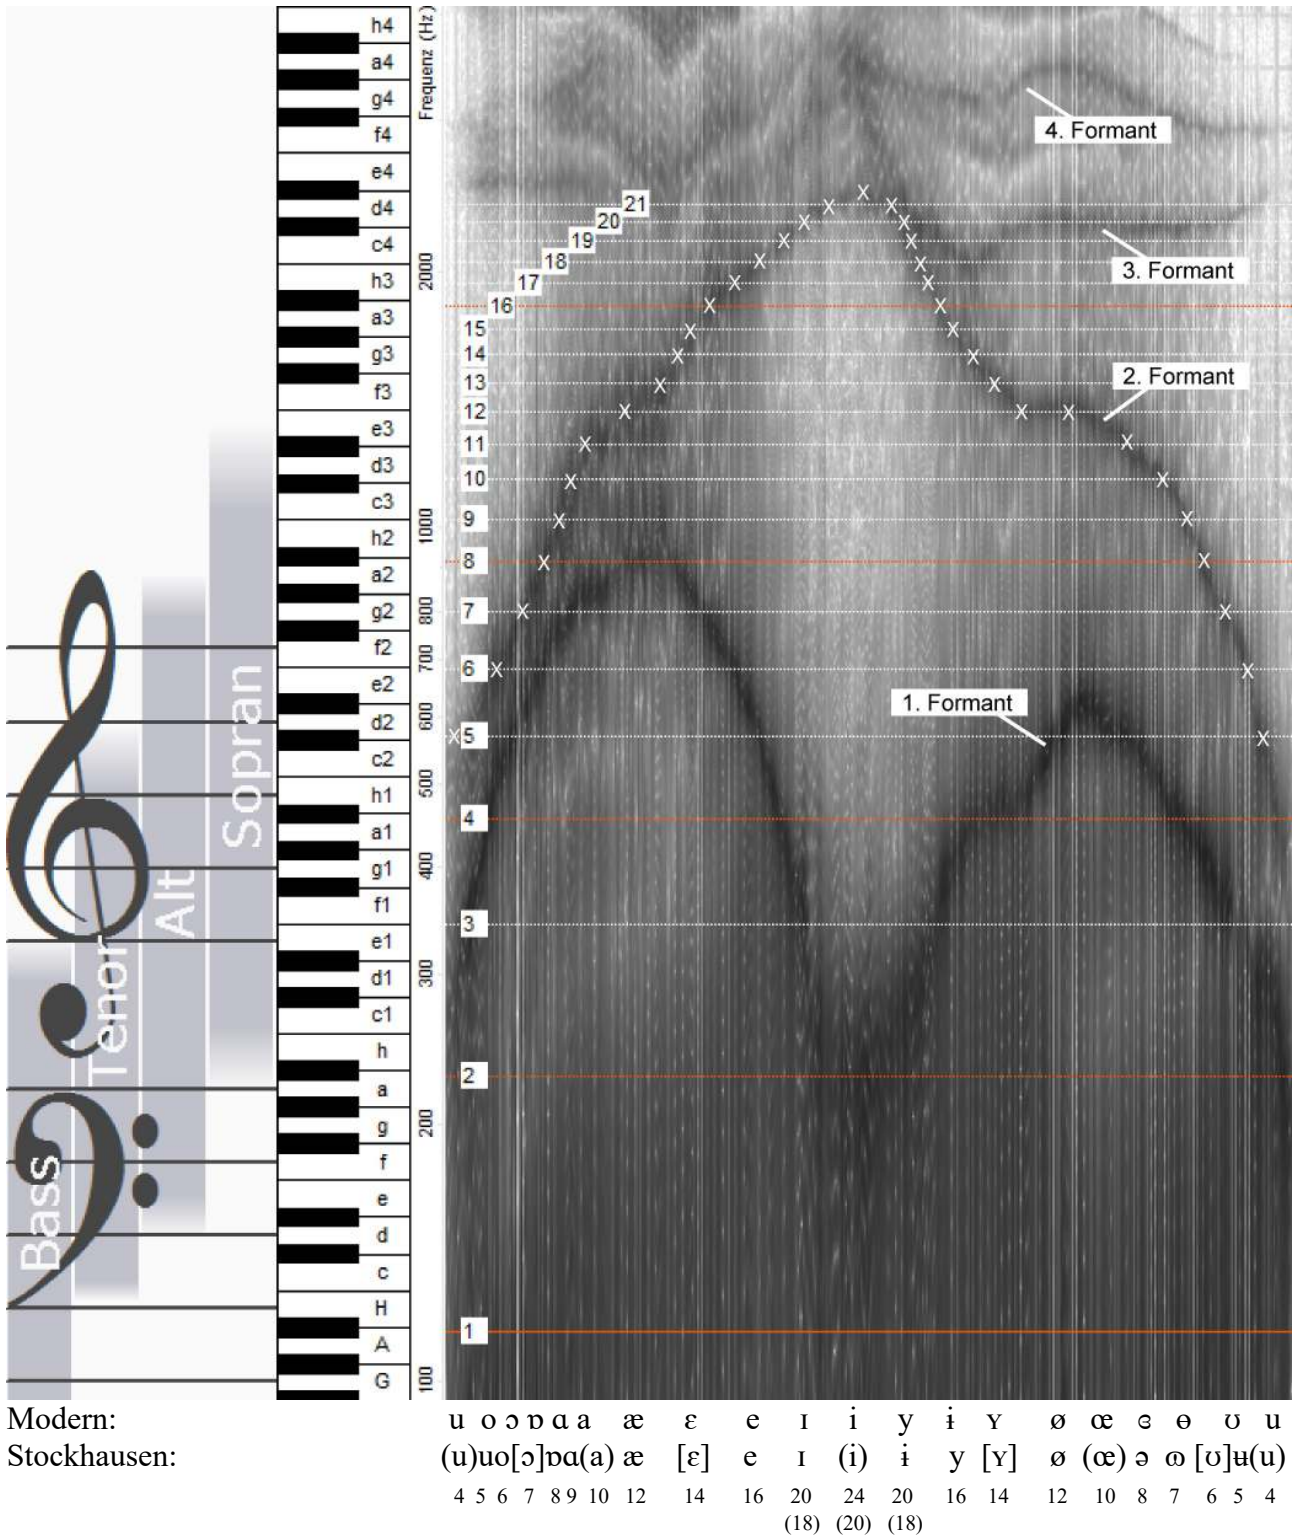 h4
a4
g4
f4
e4
d4
c4
h3
a3
g3
f3
e3
d3
c3
h2
a2
g2
f2
e2
d2
c2
h1
a1
g1
f1
e1
d1
c1
h
a
g
f
e
d
c
H
A
G
Bass
Tenor
Alt
Sopran
Frequenz (Hz)
2000
1000
800
700
600
500
400
300
200
100
4. Formant
3. Formant
2. Formant
1. Formant
21
20
19
18
17
16
15
14
13
12
11
10
9
8
7
6
5
4
3
2
1
Modern: u o ɔ ɒ ɑ a æ ɛ e ɪ i y ɨ ʏ ø œ ɞ ɵ ʊ u
Stockhausen: (u)uo[ɔ]ɒɑ(a) æ [ɛ] e ɪ (i) ɨ y [ʏ] ø (œ) ə ɷ [ʊ]ʉ(u)
4 5 6 7 8 9 10 12 14 16 20 24 20 16 14 12 10 8 7 6 5 4
(18) (20) (18)